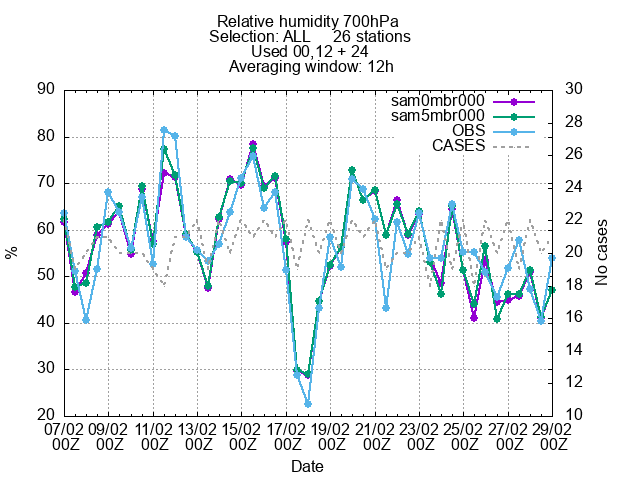 Relative humidity 700hPa
Selection: ALL     26 stations
Used 00,12 + 24
Averaging window: 12h
sam0mbr000
sam5mbr000
OBS
CASES
90
80
70
60
50
40
30
20
%
30
28
26
24
22
20
18
16
14
12
10
No cases
07/02 09/02 11/02 13/02 15/02 17/02 19/02 21/02 23/02 25/02 27/02 29/02
00Z 00Z 00Z 00Z 00Z 00Z 00Z 00Z 00Z 00Z 00Z 00Z
Date